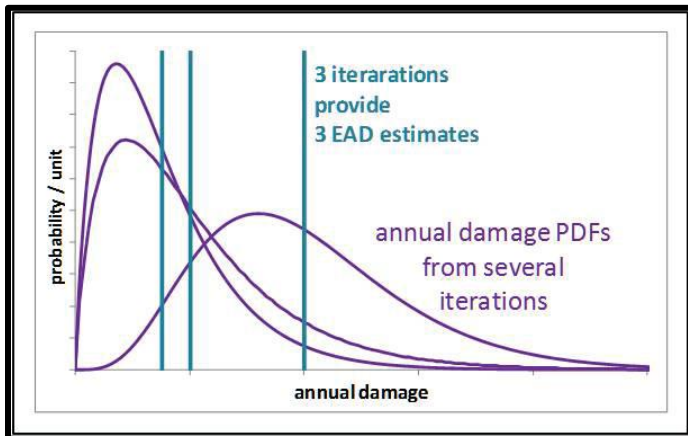 3 iterarations
provide
3 EAD estimates
annual damage PDFs
from several
iterations
probability / unit
annual damage